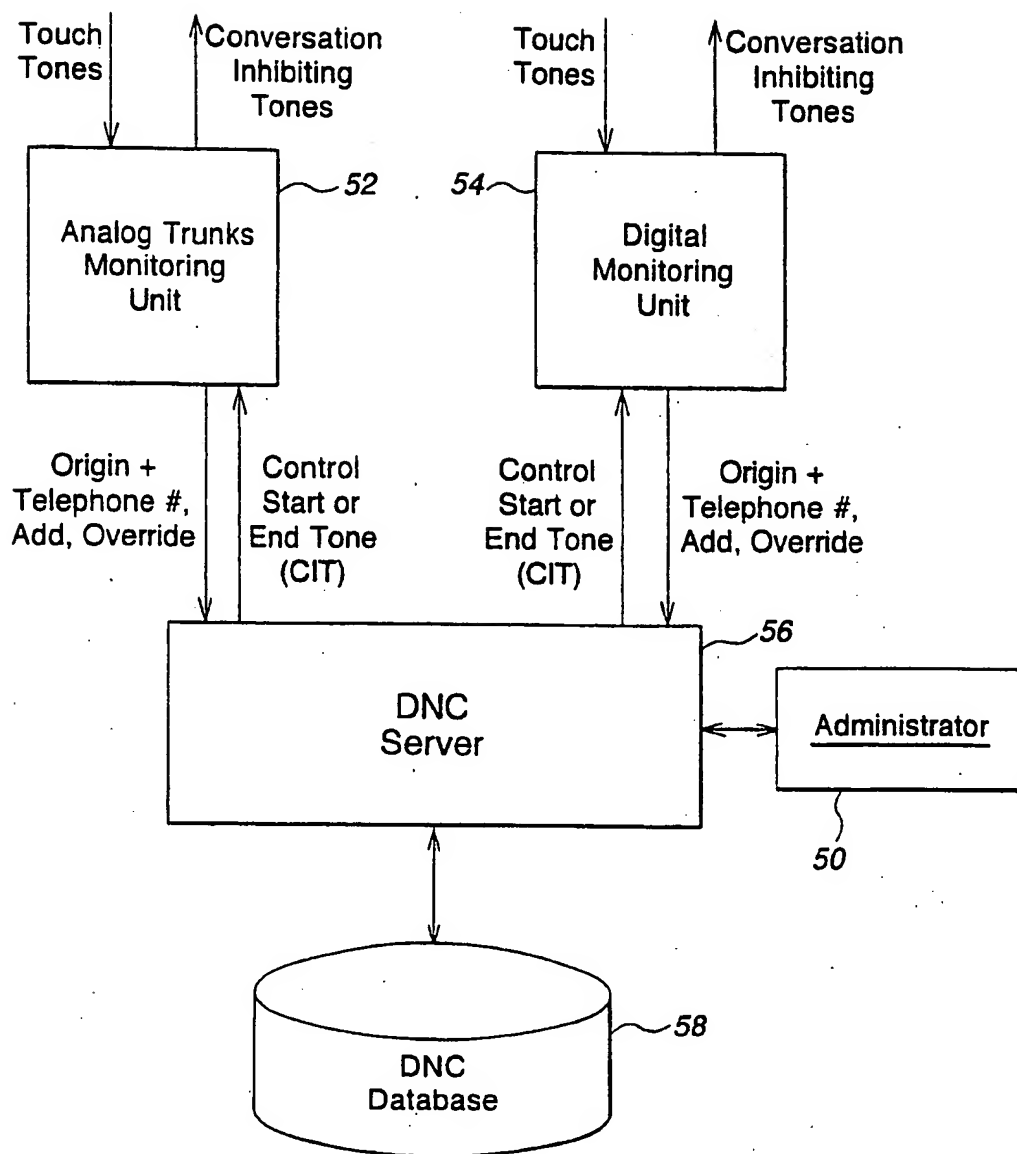 Touch
Tones
Conversation
Inhibiting
Tones
Touch
Tones
Conversation
Inhibiting
Tones
52
54
Analog Trunks
Monitoring
Unit
Digital
Monitoring
Unit
Origin +
Telephone #,
Add, Override
Control
Start or
End Tone
(CIT)
Control
Start or
End Tone
(CIT)
Origin +
Telephone #,
Add, Override
56
DNC
Server
Administrator
50
58
DNC
Database